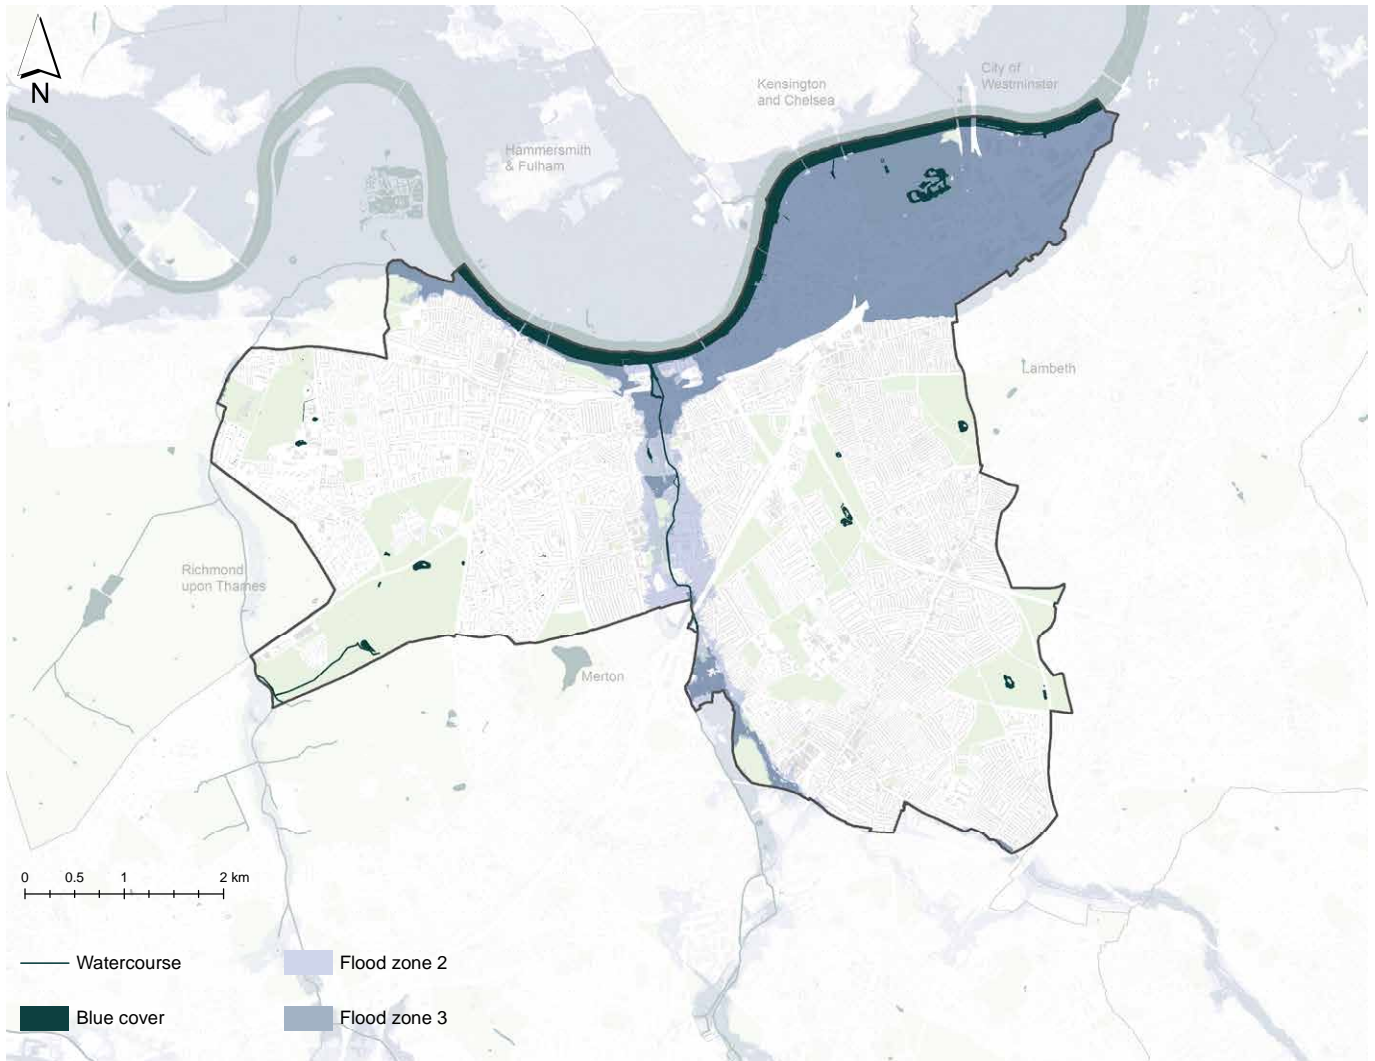 N
City of
Westminster
Kensington
and Chelsea
Hammersmith
& Fulham
Lambeth
Richmond
upon Thames
Merton
0 0.5 1 2 km
Watercourse
Flood zone 2
Blue cover
Flood zone 3